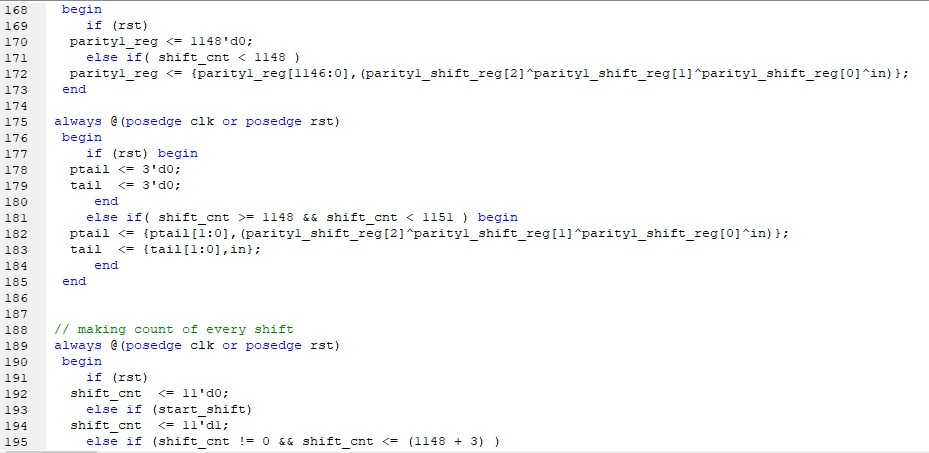 168 begin
169 if (rst)
170 parity1_reg <= 1148'd0;
171 else if( shift_cnt < 1148 )
172 parity1_reg <= {parity1_reg[1146:0],(parity1_shift_reg[2]^parity1_shift_reg[1]^parity1_shift_reg[0]^in)};
173 end
174
175 always @(posedge clk or posedge rst)
176 begin
177 if (rst) begin
178 ptail <= 3'd0;
179 tail <= 3'd0;
180 end
181 else if( shift_cnt >= 1148 && shift_cnt < 1151 ) begin
182 ptail <= {ptail[1:0],(parity1_shift_reg[2]^parity1_shift_reg[1]^parity1_shift_reg[0]^in)};
183 tail <= {tail[1:0],in};
184 end
185 end
186
187
188 // making count of every shift
189 always @(posedge clk or posedge rst)
190 begin
191 if (rst)
192 shift_cnt <= 11'd0;
193 else if (start_shift)
194 shift_cnt <= 11'd1;
195 else if (shift_cnt != 0 && shift_cnt <= (1148 + 3) )